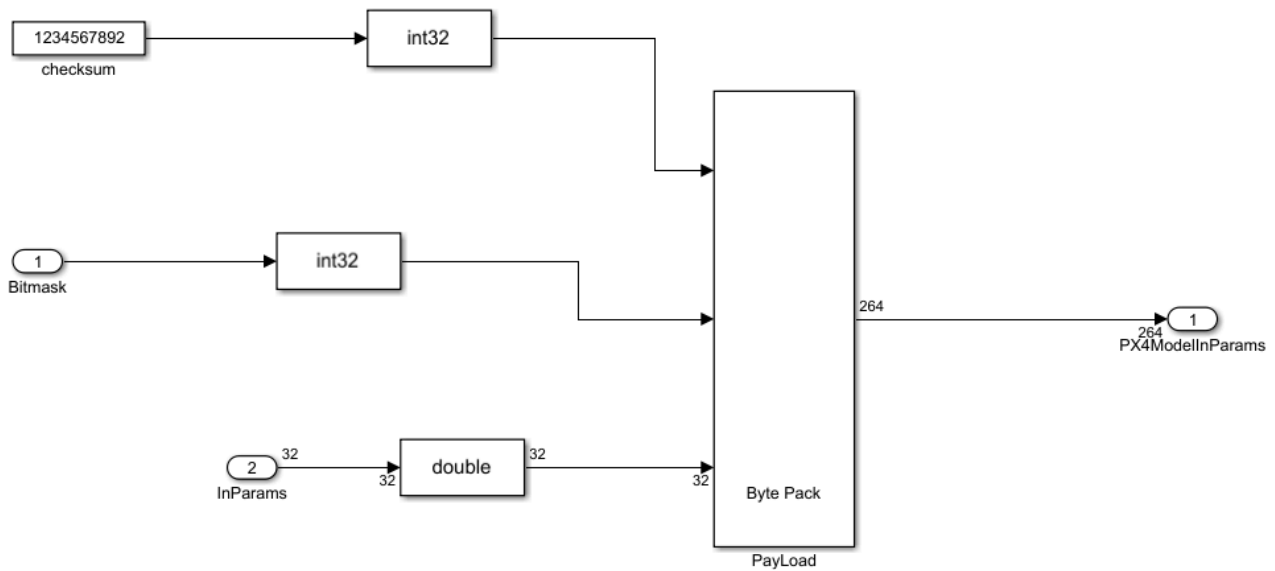 1234567892
checksum
int32
1
Bitmask
int32
2
InParams
32
32
double
32
32
Byte Pack
PayLoad
264
264
1
PX4ModelInParams